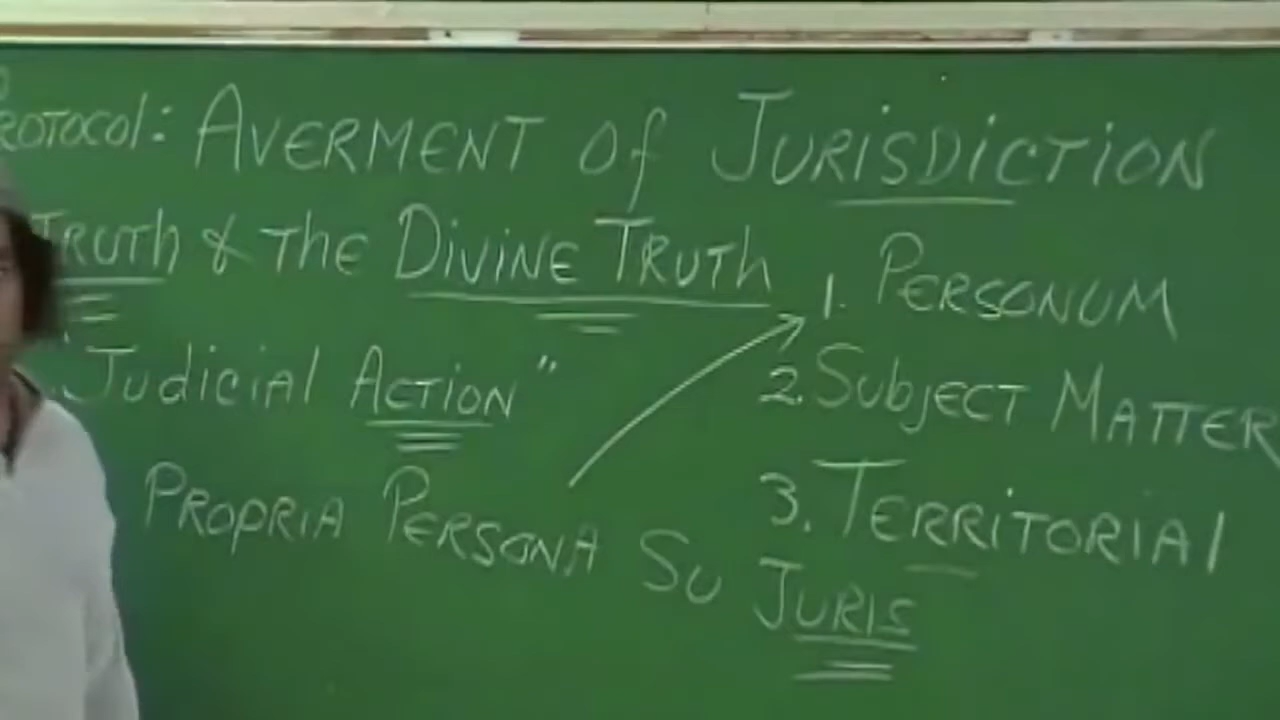 ROTOCOL: AVERMENT OF JURISDICTION
TRUTH & THE DIVINE TRUTH
1. PERSONUM
"JUDICIAL ACTION"
2. SUBJECT MATTER
PROPRIA PERSONA SU JURIS
3. TERRITORIAL